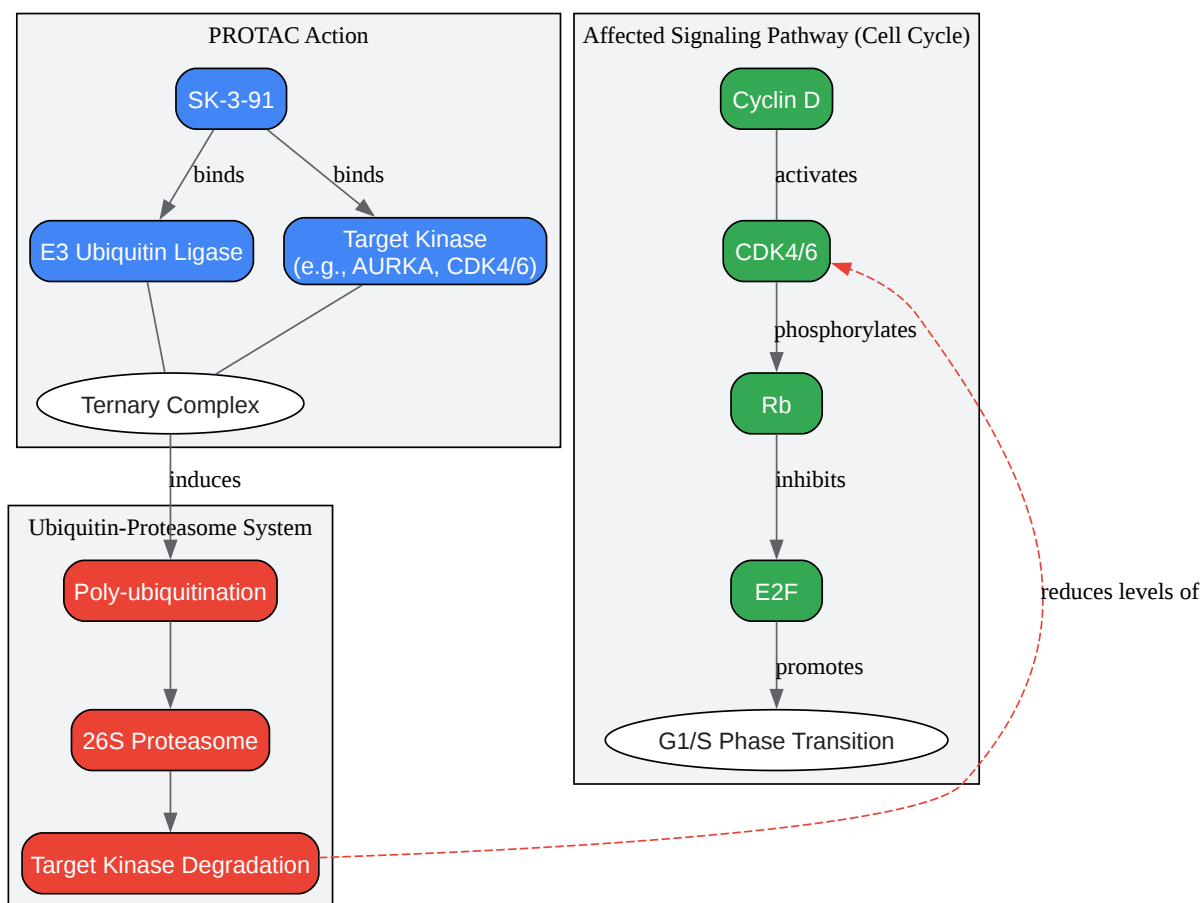 PROTAC Action
SK-3-91
binds
binds
E3 Ubiquitin Ligase
Target Kinase
(e.g., AURKA, CDK4/6)
Ternary Complex
induces
Ubiquitin-Proteasome System
Poly-ubiquitination
26S Proteasome
Target Kinase Degradation
Affected Signaling Pathway (Cell Cycle)
Cyclin D
activates
CDK4/6
phosphorylates
Rb
inhibits
E2F
promotes
G1/S Phase Transition
reduces levels of